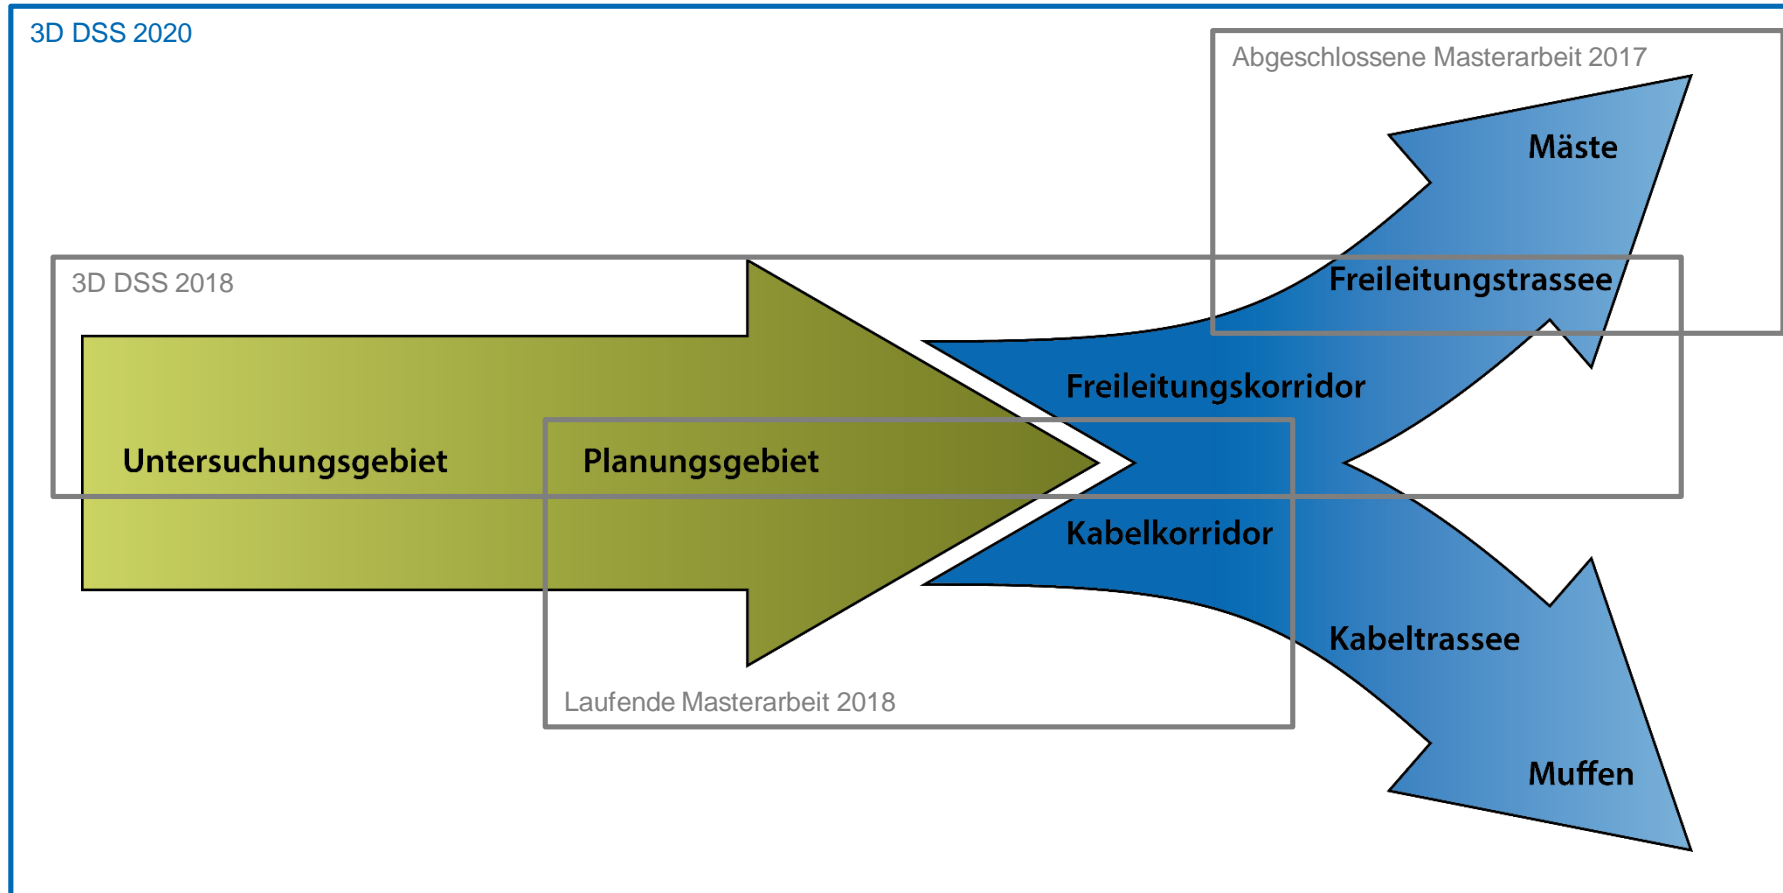 3D DSS 2020
Abgeschlossene Masterarbeit 2017
Mäste
3D DSS 2018
Freileitungstrassee
Freileitungskorridor
Untersuchungsgebiet
Planungsgebiet
Kabelkorridor
Kabeltrassee
Laufende Masterarbeit 2018
Muffen